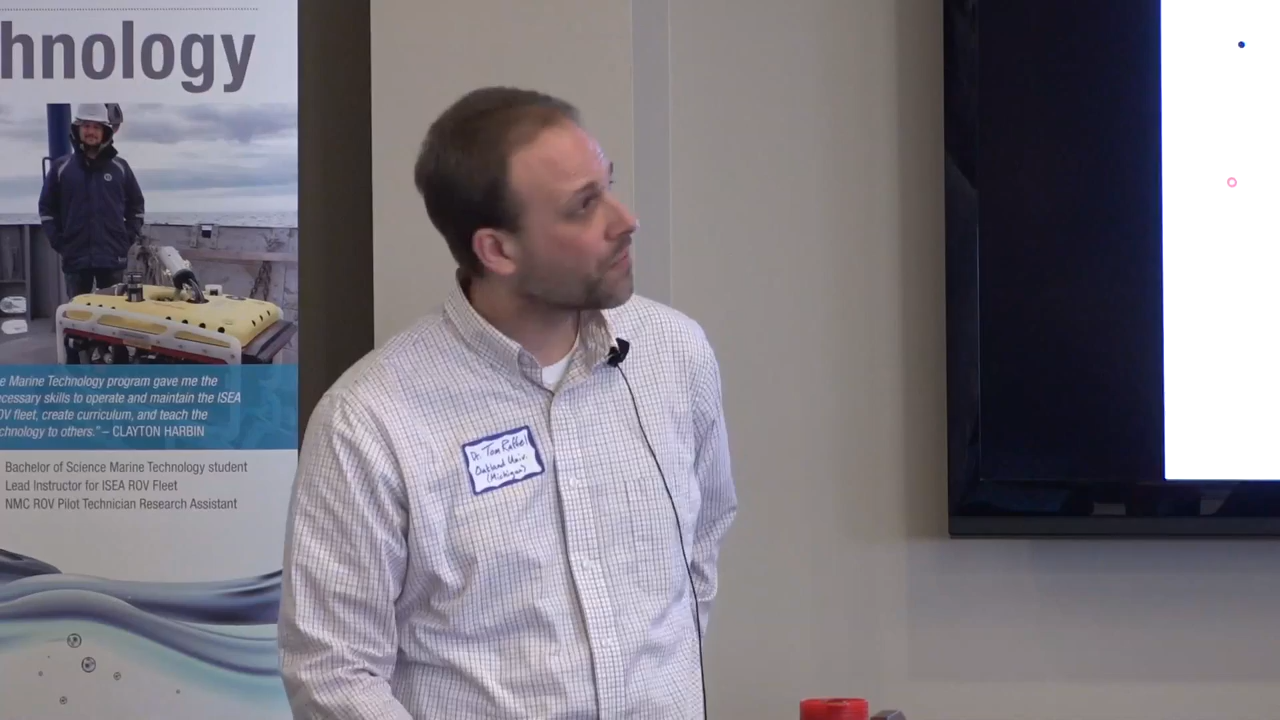 hnology
e Marine Technology program gave me the
cessary skills to operate and maintain the ISEA
OV fleet, create curriculum, and teach the
chnology to others." – CLAYTON HARBIN
Bachelor of Science Marine Technology student
Lead Instructor for ISEA ROV Fleet
NMC ROV Pilot Technician Research Assistant
Dr. Tom Raffel
Oakland Univ.
(Michigan)